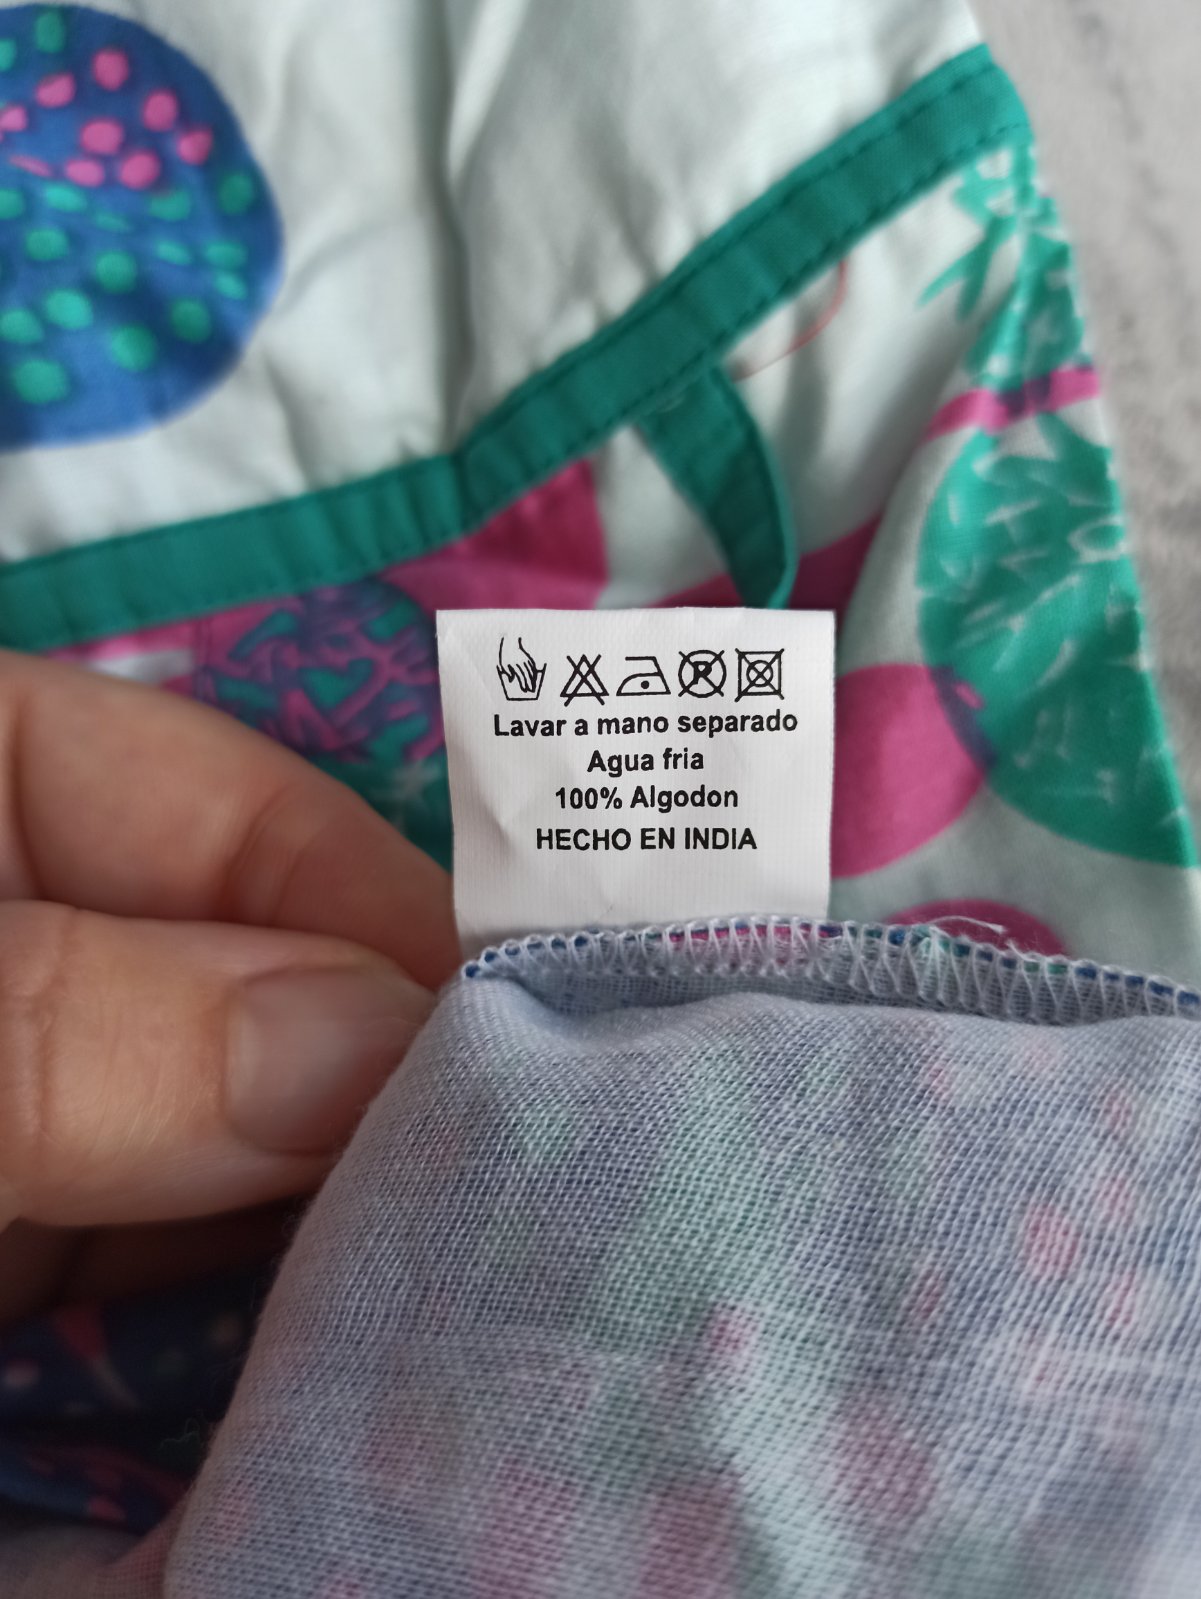 Lavar a mano separado
Agua fria
100% Algodon
HECHO EN INDIA